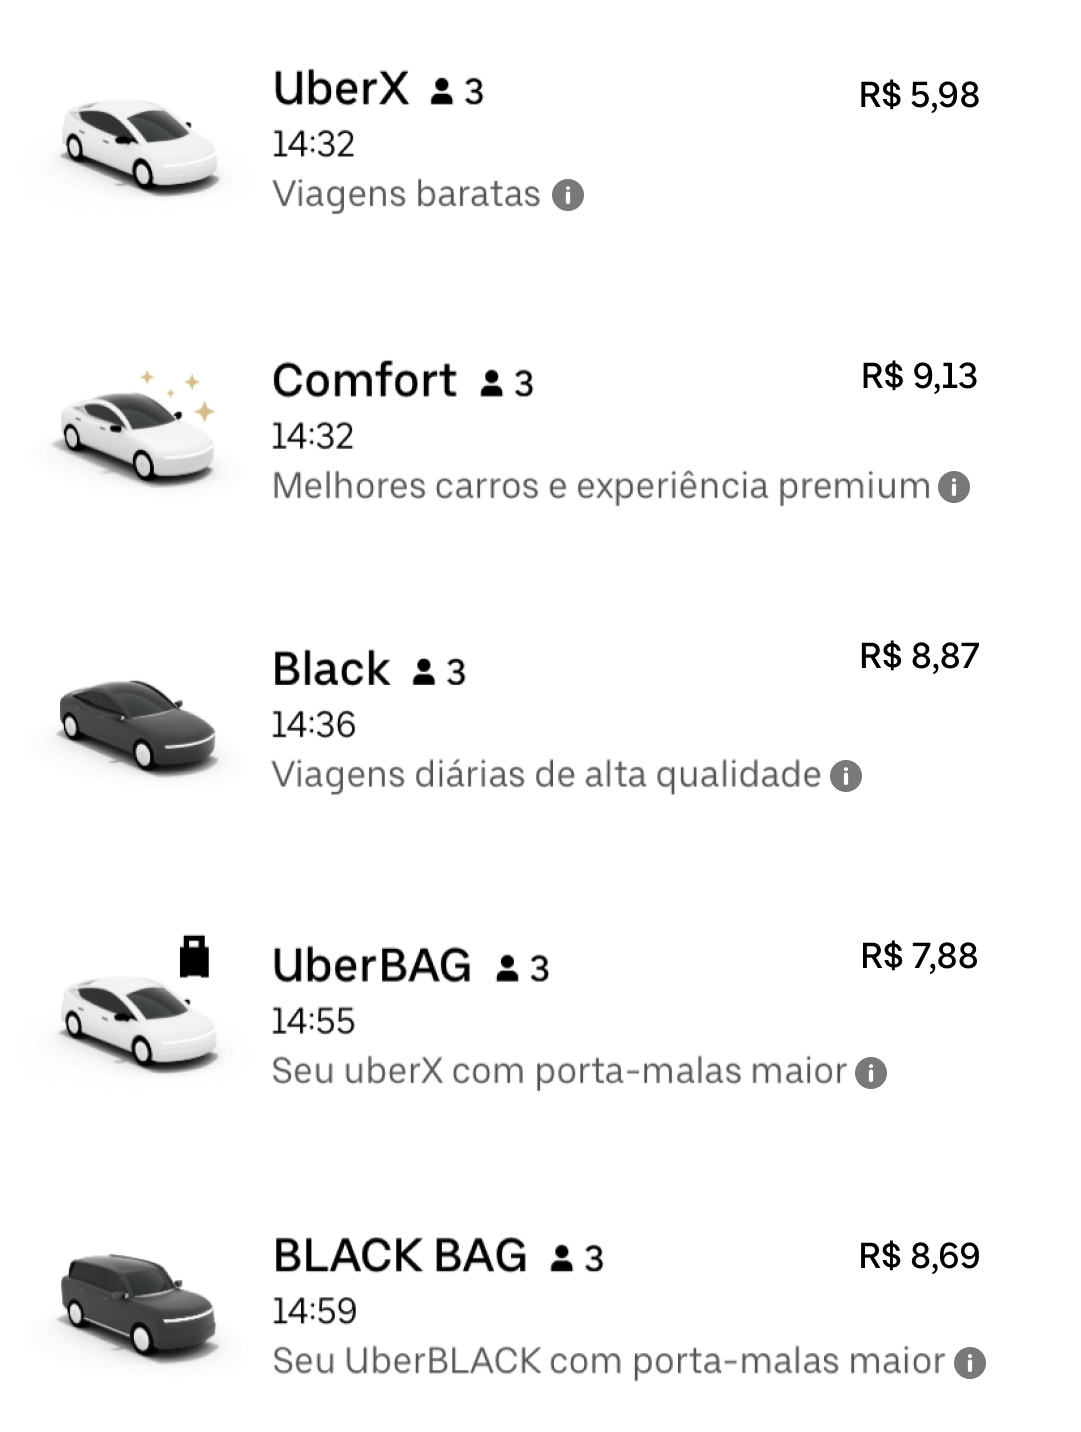 UberX 3
R$ 5,98
14:32
Viagens baratas
Comfort 3
R$ 9,13
14:32
Melhores carros e experiência premium
Black 3
R$ 8,87
14:36
Viagens diárias de alta qualidade
UberBAG 3
R$ 7,88
14:55
Seu uberX com porta-malas maior
BLACK BAG 3
R$ 8,69
14:59
Seu UberBLACK com porta-malas maior